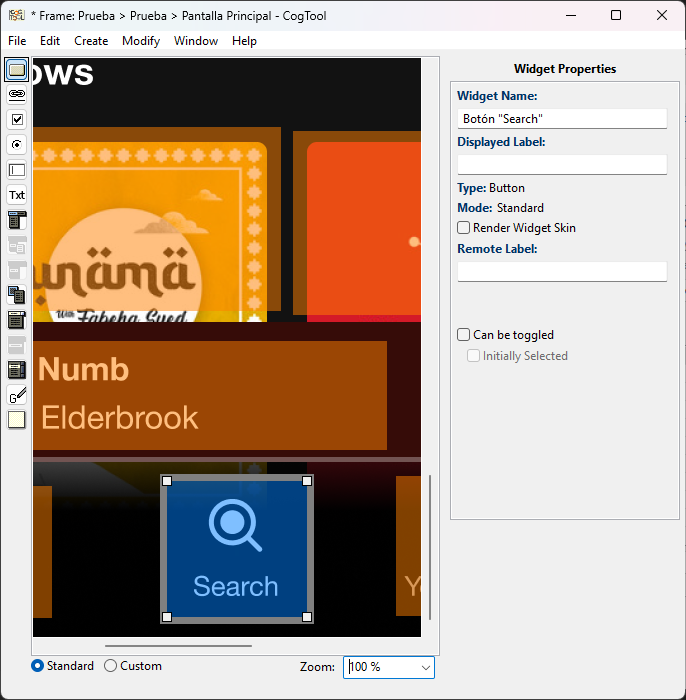 * Frame: Prueba > Prueba > Pantalla Principal - CogTool
File Edit Create Modify Window Help
ows
Txt
G
unämä
With Fabeha Syed
Numb
Elderbrook
Search
Yo
Widget Properties
Widget Name:
Botón "Search"
Displayed Label:
Type: Button
Mode: Standard
Render Widget Skin
Remote Label:
Can be toggled
Initially Selected
Standard Custom
Zoom: 100 %